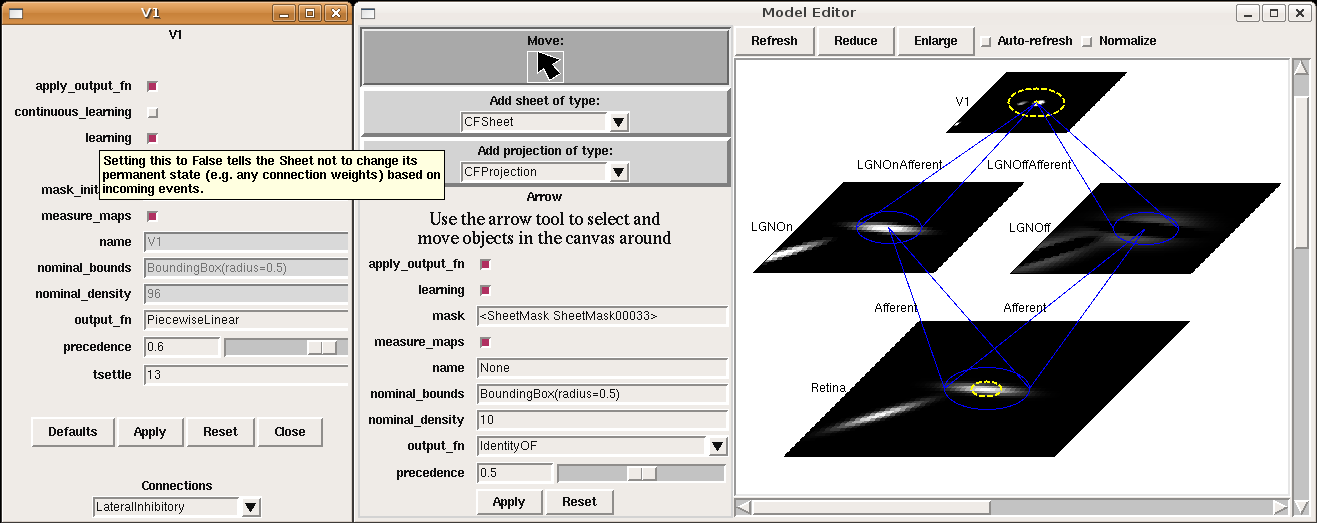 V1
V1
apply_output_fn
continuous_learning
learning
Setting this to False tells the Sheet not to change its
permanent state (e.g. any connection weights) based on
incoming events.
measure_maps
name V1
nominal_bounds BoundingBox(radius=0.5)
nominal_density 96
output_fn PiecewiseLinear
precedence 0.6
tsettle 13
Defaults Apply Reset Close
Connections
LateralInhibitory
Model Editor
Move:
Add sheet of type:
CFSheet
Add projection of type:
CFProjection
Arrow
Use the arrow tool to select and
move objects in the canvas around
apply_output_fn
learning
mask <SheetMask SheetMask00033>
measure_maps
name None
nominal_bounds BoundingBox(radius=0.5)
nominal_density 10
output_fn IdentityOF
precedence 0.5
Apply Reset
Refresh Reduce Enlarge Auto-refresh Normalize
V1
LGNOnAfferent LGNOffAfferent
LGNOn LGNOff
Afferent Afferent
Retina